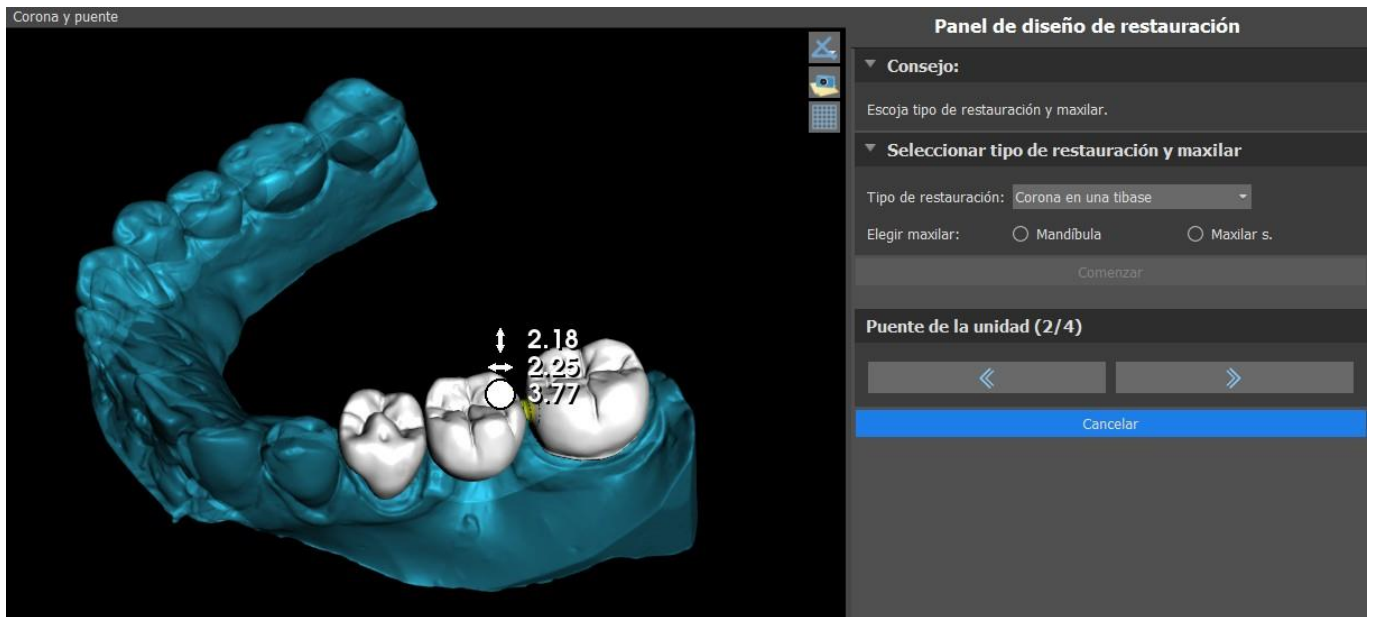 Corona y puente
Panel de diseño de restauración
Consejo:
Escoja tipo de restauración y maxilar.
Seleccionar tipo de restauración y maxilar
Tipo de restauración: Corona en una tibase
Elegir maxilar: Mandíbula Maxilar s.
Comenzar
Puente de la unidad (2/4)
Cancelar
2.18
2.25
3.77